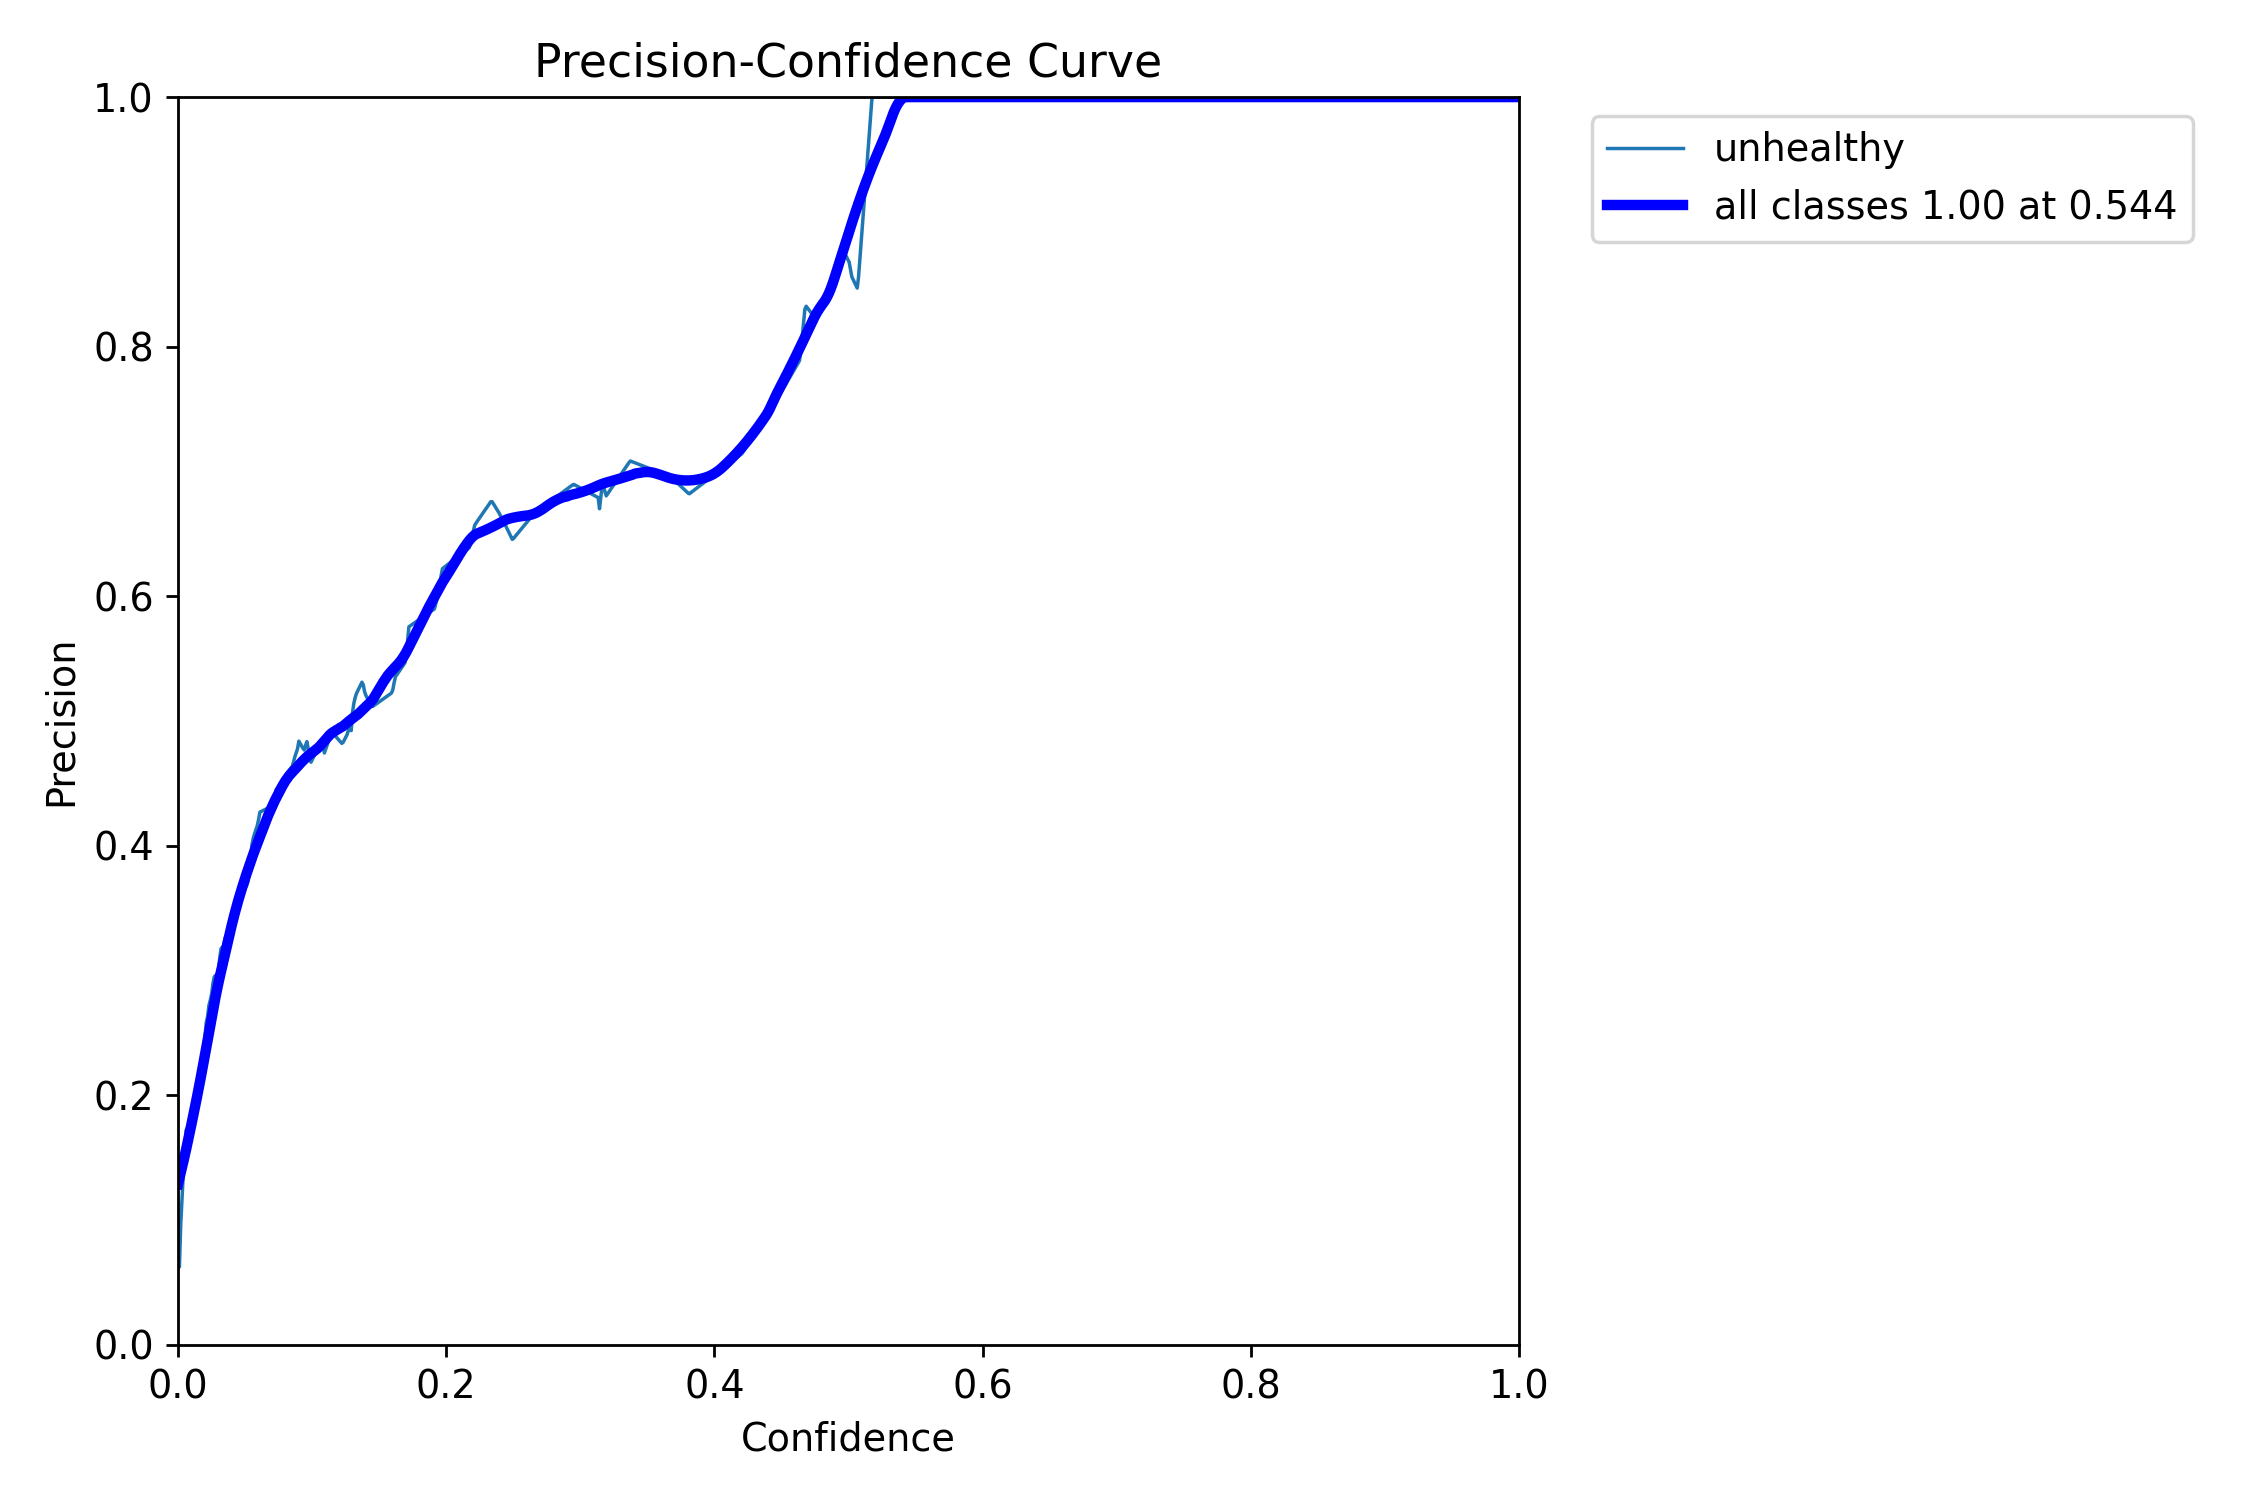 Precision-Confidence Curve
1.0
0.8
0.6
0.4
0.2
0.0
Precision
0.0 0.2 0.4 0.6 0.8 1.0
Confidence
unhealthy
all classes 1.00 at 0.544